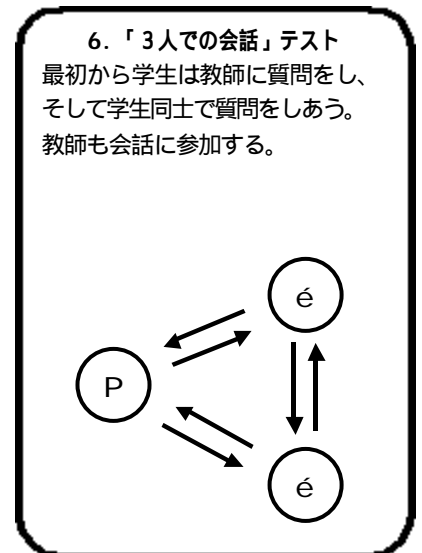 6.「3人での会話」テスト
最初から学生は教師に質問をし、
そして学生同士で質問をしあう。
教師も会話に参加する。
é
P
é